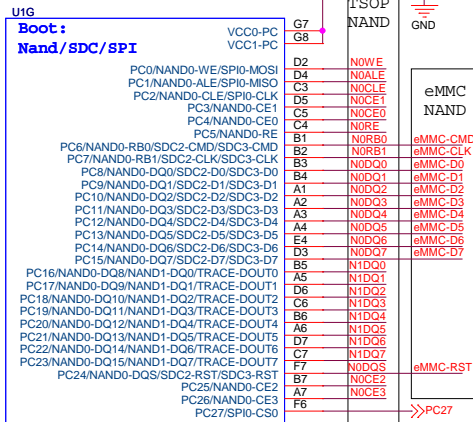 TSOP
NAND
GND
U1G
Boot:
Nand/SDC/SPI
VCC0-PC G7
VCC1-PC G8
PC0/NAND0-WE/SPI0-MOSI D2 N0WE
PC1/NAND0-ALE/SPI0-MISO D4 N0ALE
PC2/NAND0-CLE/SPI0-CLK C3 N0CLE
PC3/NAND0-CE1 D5 N0CE1
PC4/NAND0-CE0 C5 N0CE0
PC5/NAND0-RE C4 N0RE
PC6/NAND0-RB0/SDC2-CMD/SDC3-CMD B1 N0RB0 eMMC-CMD
PC7/NAND0-RB1/SDC2-CLK/SDC3-CLK B2 N0RB1 eMMC-CLK
PC8/NAND0-DQ0/SDC2-D0/SDC3-D0 B3 N0DQ0 eMMC-D0
PC9/NAND0-DQ1/SDC2-D1/SDC3-D1 B4 N0DQ1 eMMC-D1
PC10/NAND0-DQ2/SDC2-D2/SDC3-D2 A1 N0DQ2 eMMC-D2
PC11/NAND0-DQ3/SDC2-D3/SDC3-D3 A2 N0DQ3 eMMC-D3
PC12/NAND0-DQ4/SDC2-D4/SDC3-D4 A3 N0DQ4 eMMC-D4
PC13/NAND0-DQ5/SDC2-D5/SDC3-D5 A4 N0DQ5 eMMC-D5
PC14/NAND0-DQ6/SDC2-D6/SDC3-D6 E4 N0DQ6 eMMC-D6
PC15/NAND0-DQ7/SDC2-D7/SDC3-D7 D3 N0DQ7 eMMC-D7
PC16/NAND0-DQ8/NAND1-DQ0/TRACE-DOUT0 B5 N1DQ0
PC17/NAND0-DQ9/NAND1-DQ1/TRACE-DOUT1 A5 N1DQ1
PC18/NAND0-DQ10/NAND1-DQ2/TRACE-DOUT2 D6 N1DQ2
PC19/NAND0-DQ11/NAND1-DQ3/TRACE-DOUT3 C6 N1DQ3
PC20/NAND0-DQ12/NAND1-DQ4/TRACE-DOUT4 B6 N1DQ4
PC21/NAND0-DQ13/NAND1-DQ5/TRACE-DOUT5 A6 N1DQ5
PC22/NAND0-DQ14/NAND1-DQ6/TRACE-DOUT6 D7 N1DQ6
PC23/NAND0-DQ15/NAND1-DQ7/TRACE-DOUT7 C7 N1DQ7
PC24/NAND0-DQS/SDC2-RST/SDC3-RST F7 N0DQS eMMC-RST
PC25/NAND0-CE2 B7 N0CE2
PC26/NAND0-CE3 A7 N0CE3
PC27/SPI0-CS0 F6 PC27
eMMC
NAND